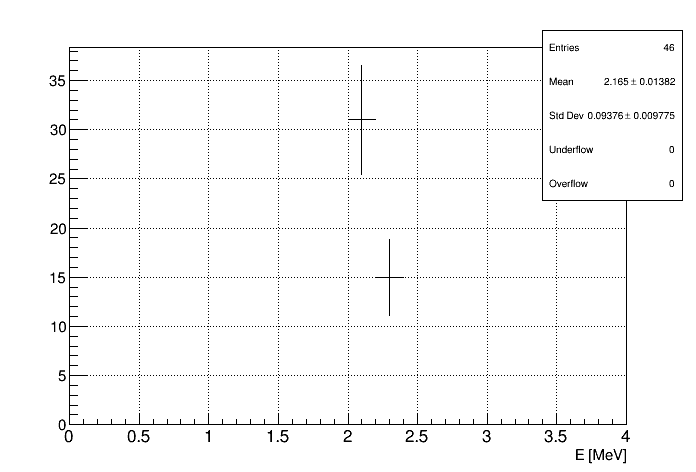 Entries 46
Mean 2.165 ± 0.01382
Std Dev 0.09376 ± 0.009775
Underflow 0
Overflow 0
35
30
25
20
15
10
5
0
0 0.5 1 1.5 2 2.5 3 3.5 4
E [MeV]